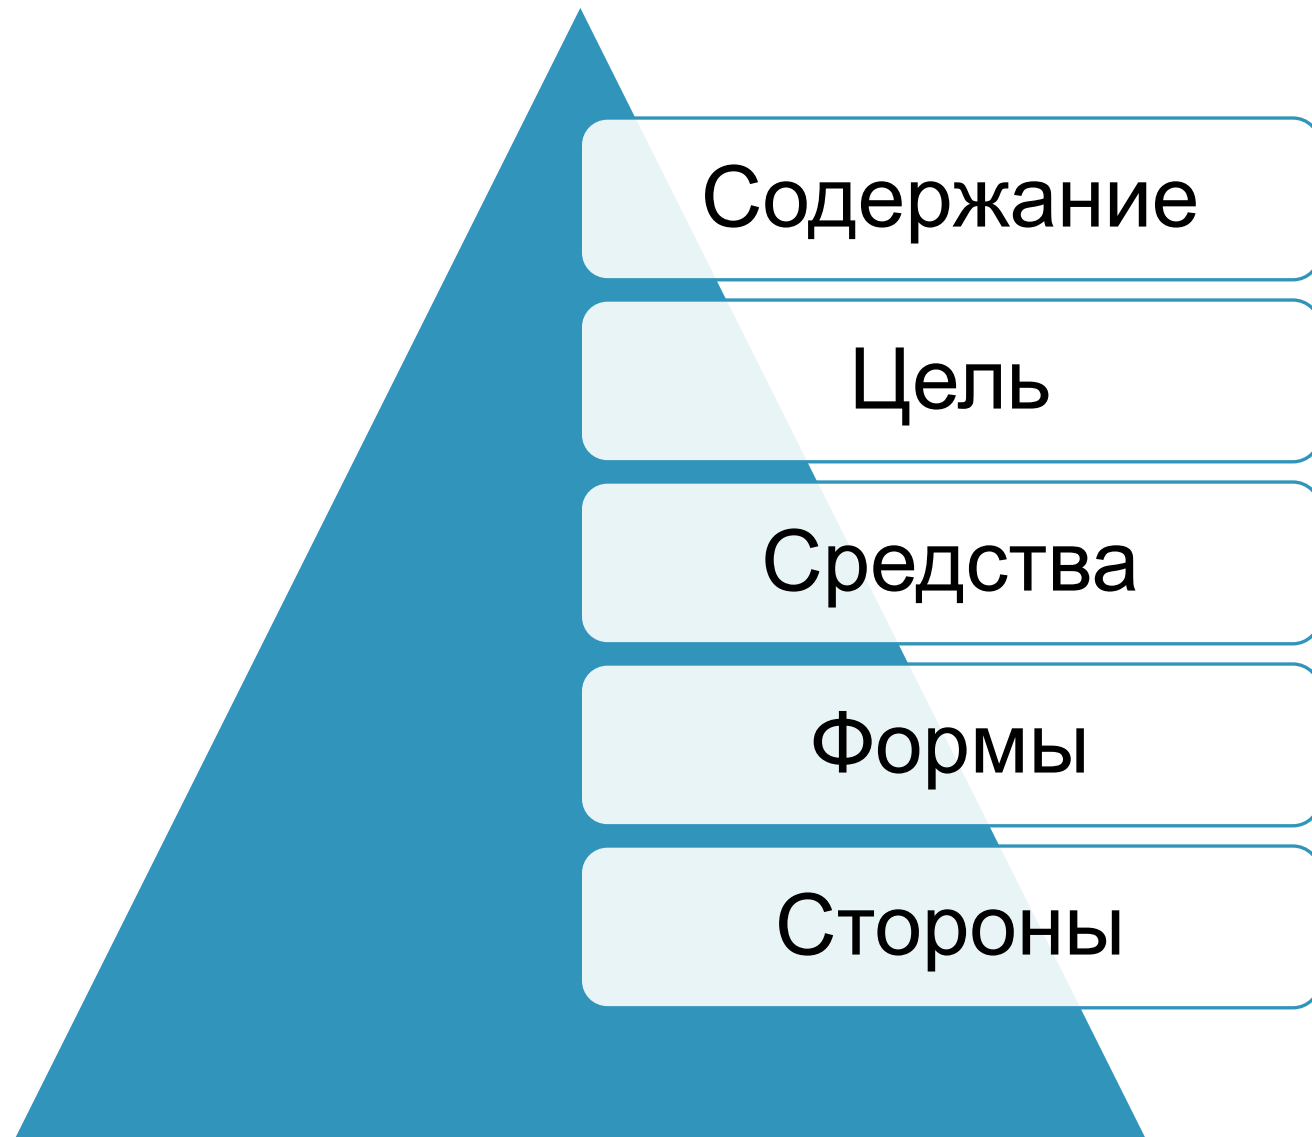 Содержание
Цель
Средства
Формы
Стороны